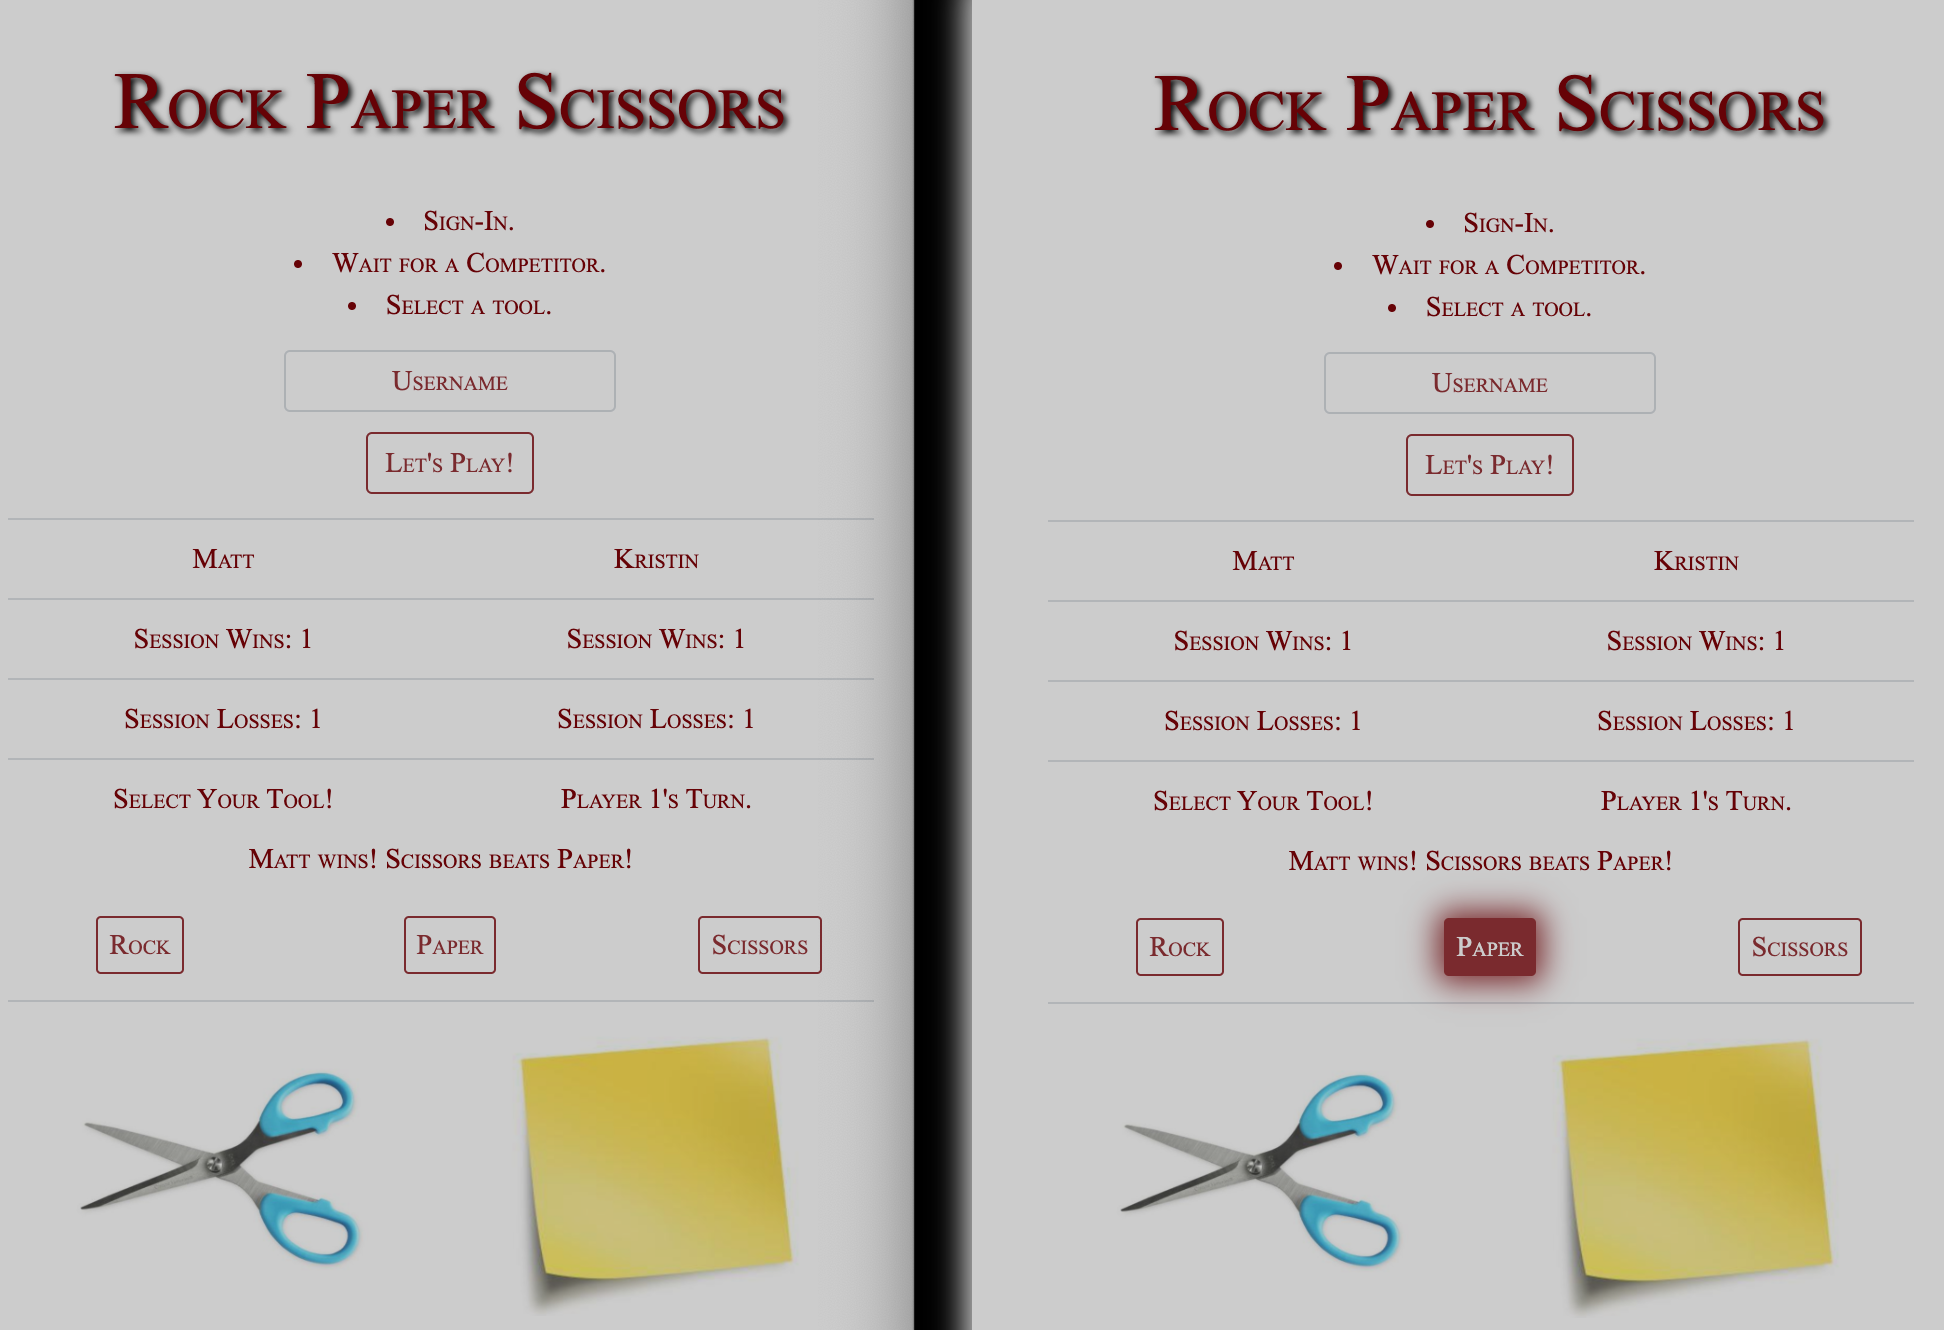 Rock Paper Scissors
Sign-In.
Wait for a Competitor.
Select a tool.
Username
Let's Play!
Matt Kristin
Session Wins: 1 Session Wins: 1
Session Losses: 1 Session Losses: 1
Select Your Tool! Player 1's Turn.
Matt wins! Scissors beats Paper!
Rock Paper Scissors
Rock Paper Scissors
Sign-In.
Wait for a Competitor.
Select a tool.
Username
Let's Play!
Matt Kristin
Session Wins: 1 Session Wins: 1
Session Losses: 1 Session Losses: 1
Select Your Tool! Player 1's Turn.
Matt wins! Scissors beats Paper!
Rock Paper Scissors